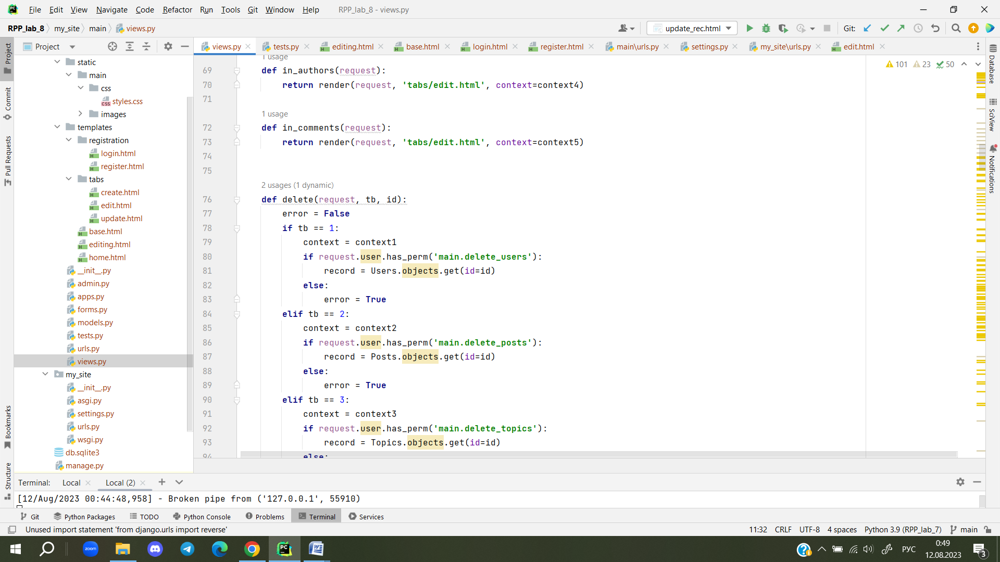 File Edit View Navigate Code Refactor Run Tools Git Window Help RPP_lab_8 - views.py
RPP_lab_8 my_site main views.py update_rec.html Git:
Project views.py tests.py editing.html base.html login.html register.html main\urls.py settings.py my_site\urls.py edit.html
Project
Commit
Pull Requests
Bookmarks
Structure
static
main
css
styles.css
images
templates
registration
login.html
register.html
tabs
create.html
edit.html
update.html
base.html
editing.html
home.html
__init__.py
admin.py
apps.py
forms.py
models.py
tests.py
urls.py
views.py
my_site
__init__.py
asgi.py
settings.py
urls.py
wsgi.py
db.sqlite3
manage.py
1 usage
69 def in_authors(request):
70 return render(request, 'tabs/edit.html', context=context4)
71
1 usage
72 def in_comments(request):
73 return render(request, 'tabs/edit.html', context=context5)
74
75
2 usages (1 dynamic)
76 def delete(request, tb, id):
77 error = False
78 if tb == 1:
79 context = context1
80 if request.user.has_perm('main.delete_users'):
81 record = Users.objects.get(id=id)
82 else:
83 error = True
84 elif tb == 2:
85 context = context2
86 if request.user.has_perm('main.delete_posts'):
87 record = Posts.objects.get(id=id)
88 else:
89 error = True
90 elif tb == 3:
91 context = context3
92 if request.user.has_perm('main.delete_topics'):
93 record = Topics.objects.get(id=id)
94 else:
101 23 50
Database
SciView
Notifications
Terminal: Local Local (2)
[12/Aug/2023 00:44:48,958] - Broken pipe from ('127.0.0.1', 55910)
Git Python Packages TODO Python Console Problems Terminal Services
Unused import statement 'from django.urls import reverse' 11:32 CRLF UTF-8 4 spaces Python 3.9 (RPP_lab_7) main
zoom PC W РУС 0:49
12.08.2023 3